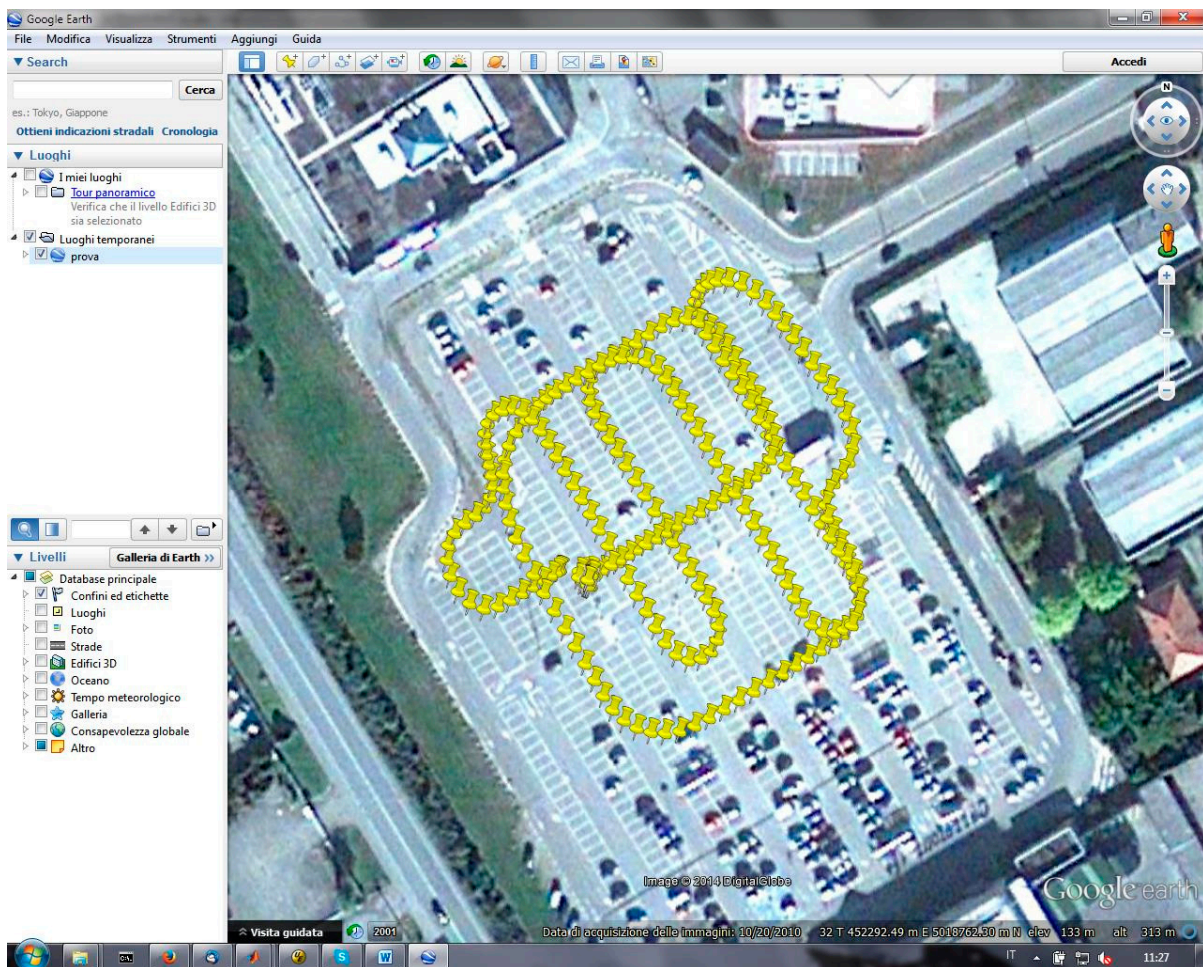 Google Earth
File Modifica Visualizza Strumenti Aggiungi Guida
Search
Cerca
es.: Tokyo, Giappone
Ottieni indicazioni stradali Cronologia
Luoghi
I miei luoghi
Tour panoramico
Verifica che il livello Edifici 3D
sia selezionato
Luoghi temporanei
prova
Livelli
Galleria di Earth >>
Database principale
Confini ed etichette
Luoghi
Foto
Strade
Edifici 3D
Oceano
Tempo meteorologico
Galleria
Consapevolezza globale
Altro
Accedi
N
Image © 2014 DigitalGlobe
Google earth
Visita guidata
2001
Data di acquisizione delle immagini: 10/20/2010 32 T 452292.49 m E 5018762.30 m N elev 133 m alt 313 m
IT
11:27